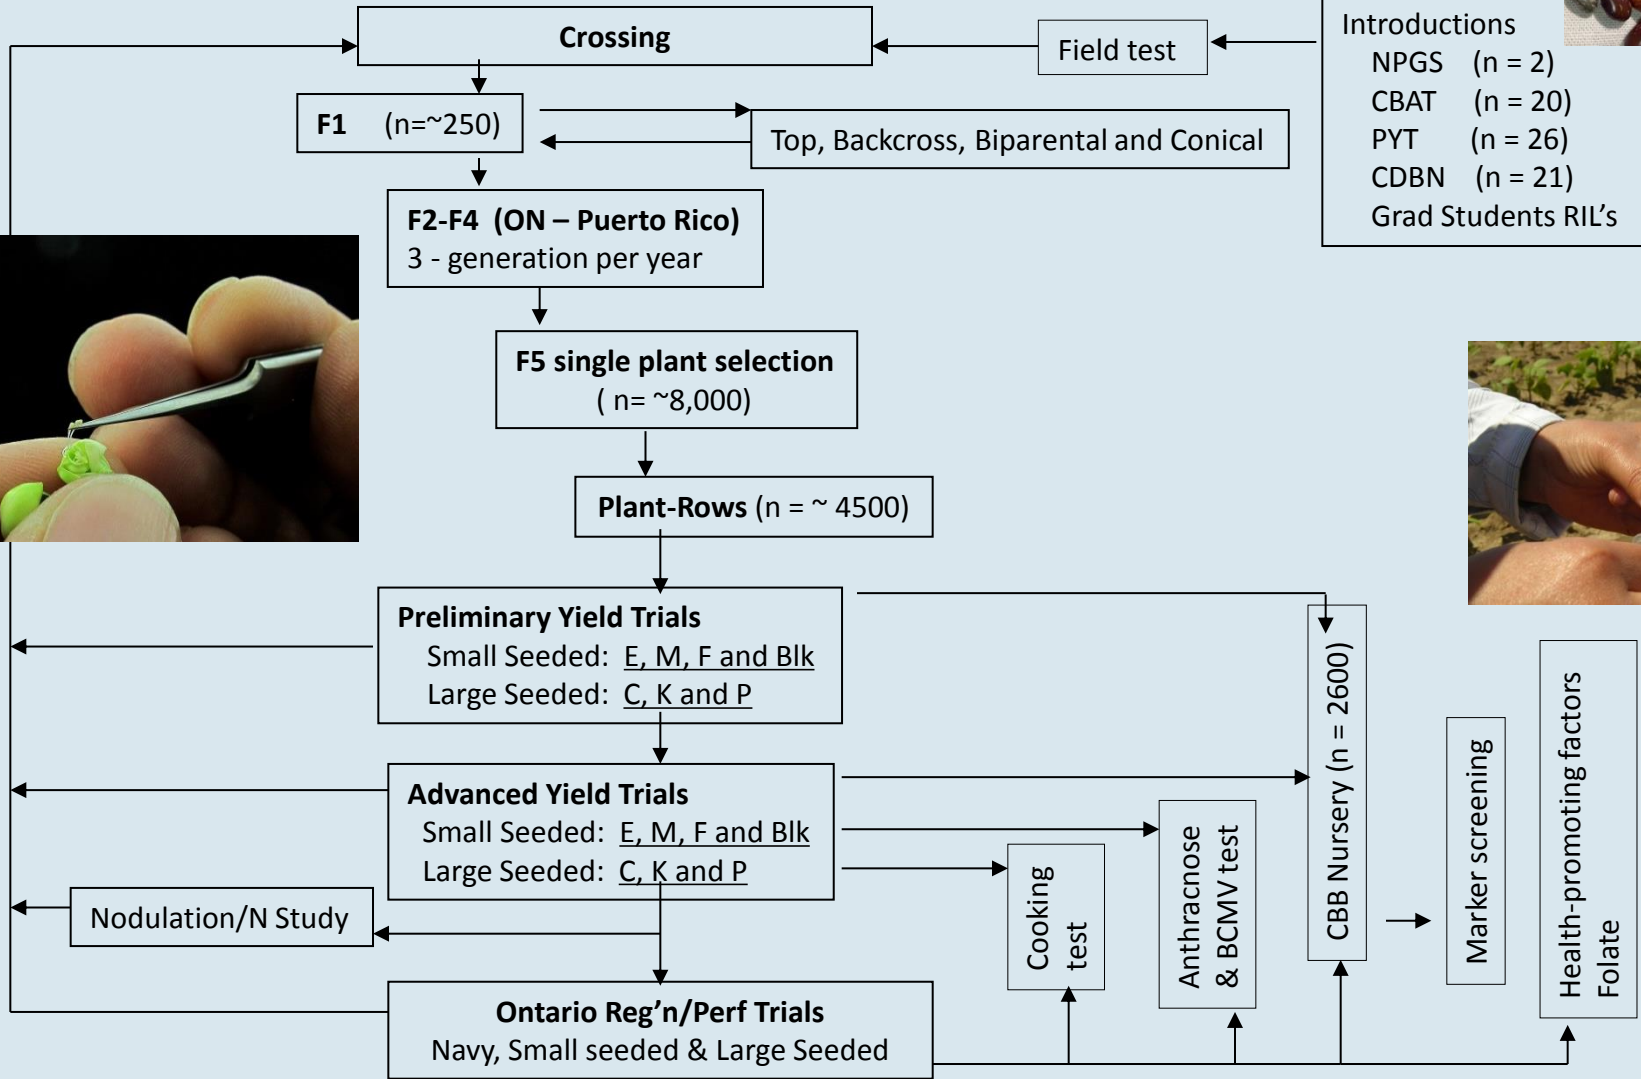 Crossing
Field test
Introductions
NPGS (n = 2)
CBAT (n = 20)
PYT (n = 26)
CDBN (n = 21)
Grad Students RIL's
F1 (n=~250)
Top, Backcross, Biparental and Conical
F2-F4 (ON – Puerto Rico)
3 - generation per year
F5 single plant selection
( n= ~8,000)
Plant-Rows (n = ~ 4500)
Preliminary Yield Trials
Small Seeded: E, M, F and Blk
Large Seeded: C, K and P
Advanced Yield Trials
Small Seeded: E, M, F and Blk
Large Seeded: C, K and P
Nodulation/N Study
Ontario Reg'n/Perf Trials
Navy, Small seeded & Large Seeded
Cooking
test
Anthracnose
& BCMV test
CBB Nursery (n = 2600)
Marker screening
Health-promoting factors
Folate